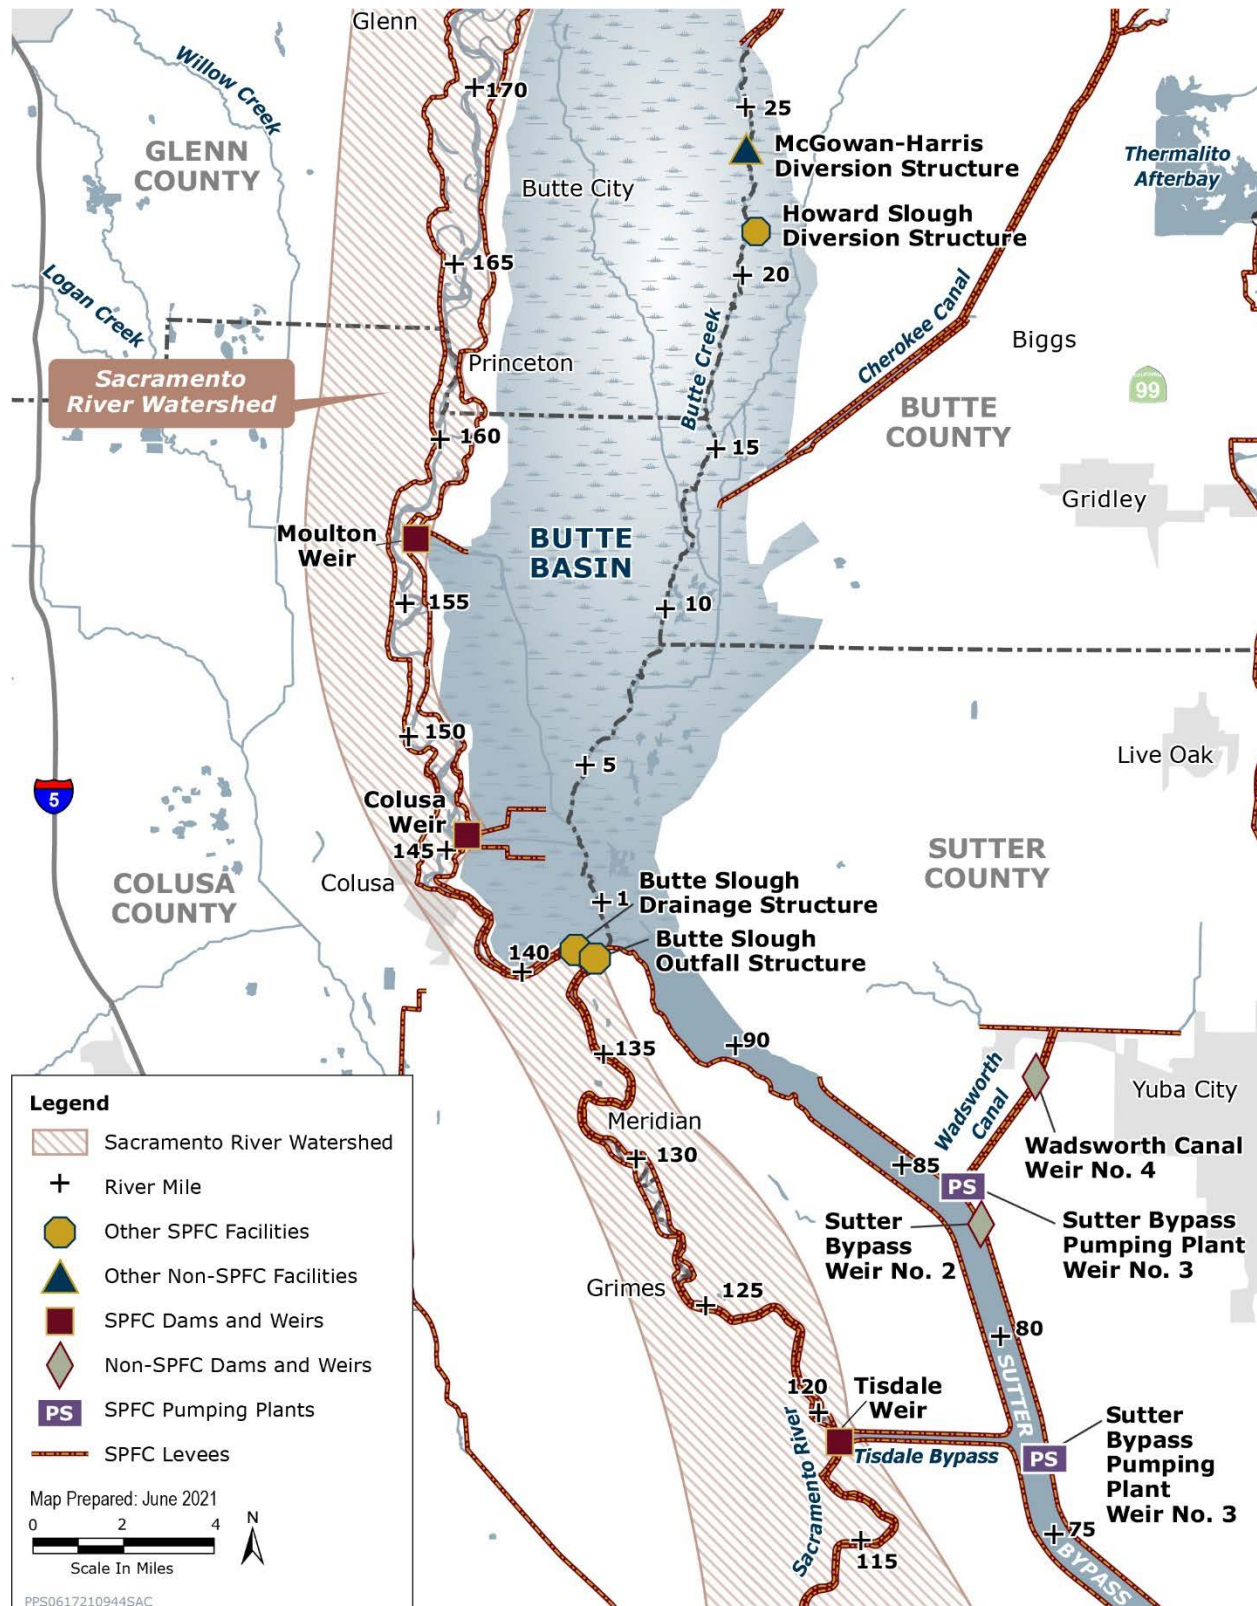 Glenn
Willow Creek
170
25
GLENN
COUNTY
McGowan-Harris
Diversion Structure
Thermalito
Afterbay
Butte City
Howard Slough
Diversion Structure
165
20
Logan Creek
Cherokee Canal
Biggs
Princeton
Sacramento
River Watershed
Butte Creek
CALIFORNIA
99
BUTTE
COUNTY
160
15
Gridley
Moulton
Weir
BUTTE
BASIN
155
10
150
5
Live Oak
5
Colusa
Weir
145
SUTTER
COUNTY
COLUSA
COUNTY
Colusa
1
Butte Slough
Drainage Structure
140
Butte Slough
Outfall Structure
135
90
Wadsworth
Canal
Yuba City
Meridian
130
85
Wadsworth Canal
Weir No. 4
PS
Sutter
Bypass
Weir No. 2
Sutter Bypass
Pumping Plant
Weir No. 3
Grimes
125
80
SUTTER
120
Tisdale
Weir
Sacramento River
Tisdale Bypass
PS
Sutter
Bypass
Pumping
Plant
Weir No. 3
115
75
BYPASS
Legend
Sacramento River Watershed
River Mile
Other SPFC Facilities
Other Non-SPFC Facilities
SPFC Dams and Weirs
Non-SPFC Dams and Weirs
PS SPFC Pumping Plants
SPFC Levees
Map Prepared: June 2021
0 2 4
N
Scale In Miles
PPS0617210944SAC